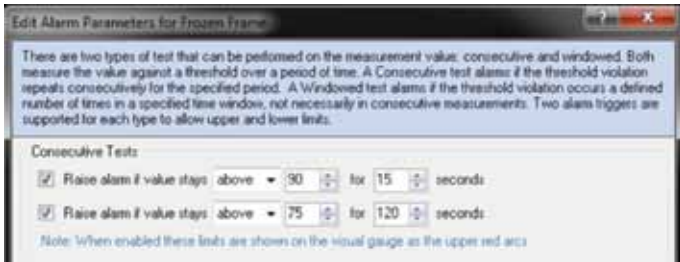 Edit Alarm Parameters for Frozen Frame
There are two types of test that can be performed on the measurement value: consecutive and windowed. Both
measure the value against a threshold over a period of time. A Consecutive test alarms if the threshold violation
repeats consecutively for the specified period. A Windowed test alarms if the threshold violation occurs a defined
number of times in a specified time window, not necessarily in consecutive measurements. Two alarm triggers are
supported for each type to allow upper and lower limits.
Consecutive Tests
Raise alarm if value stays above 90 for 15 seconds
Raise alarm if value stays above 75 for 120 seconds
Note: When enabled these limits are shown on the visual gauge as the upper red arcs